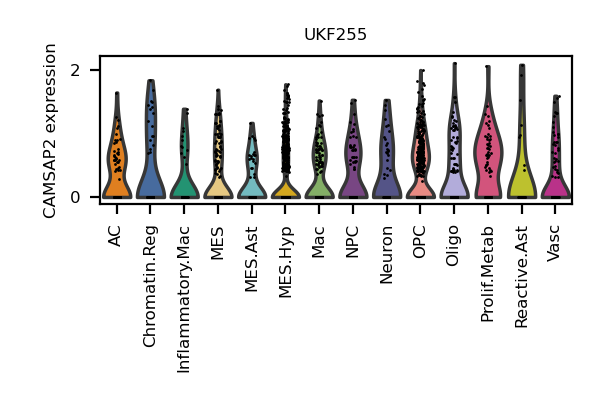 UKF255
CAMSAP2 expression
2
0
AC
Chromatin.Reg
Inflammatory.Mac
MES
MES.Ast
MES.Hyp
Mac
NPC
Neuron
OPC
Oligo
Prolif.Metab
Reactive.Ast
Vasc